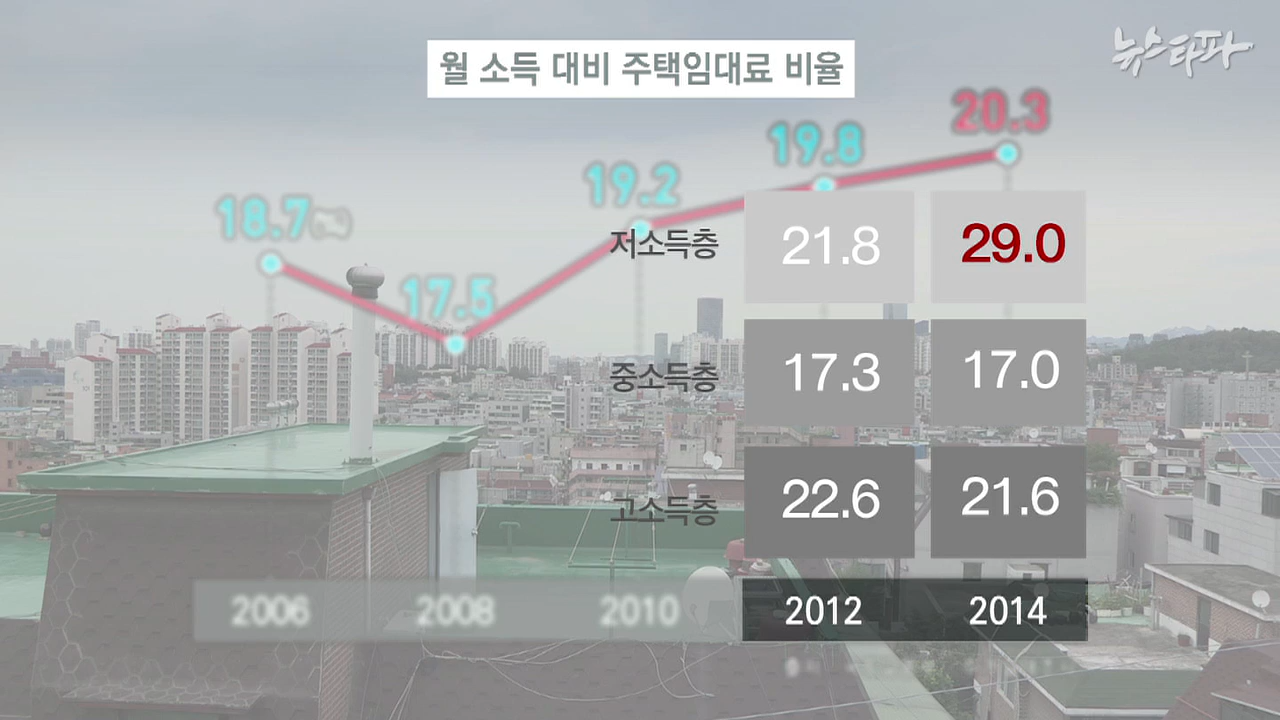 뉴스타파
월 소득 대비 주택임대료 비율
18.7
17.5
19.2
19.8
20.3
저소득층 21.8 29.0
중소득층 17.3 17.0
고소득층 22.6 21.6
2006 2008 2010 2012 2014